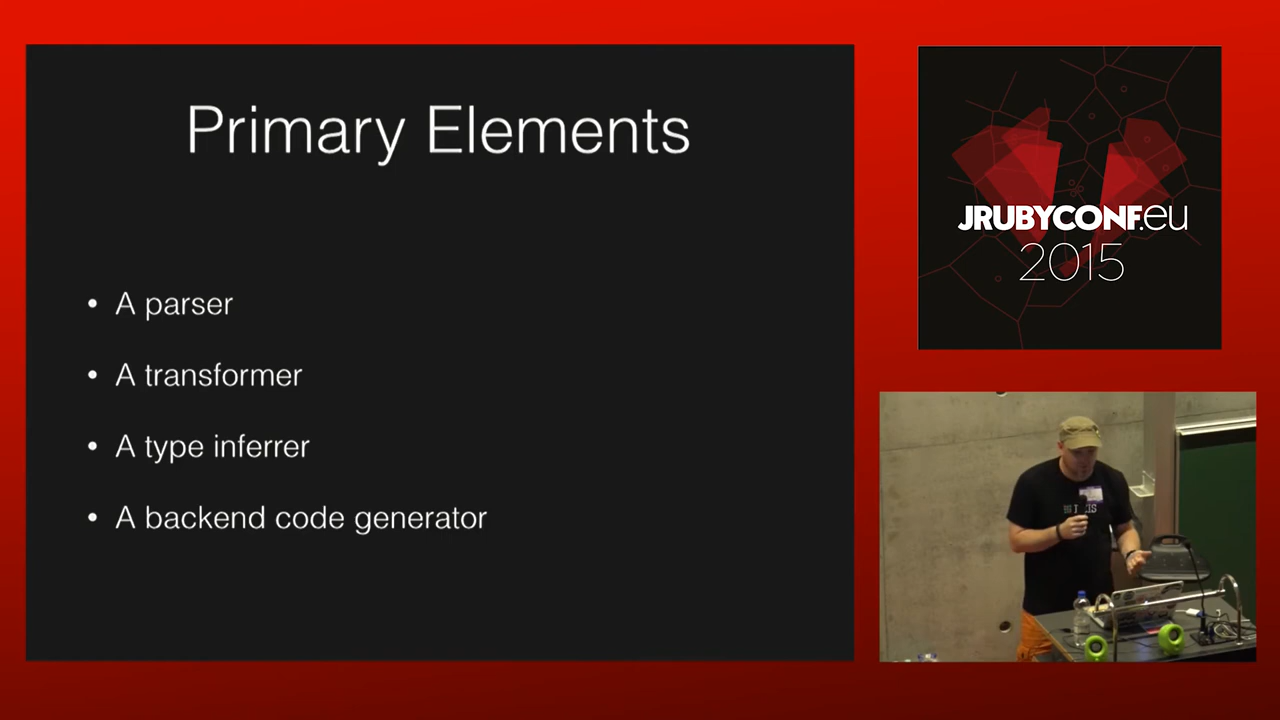 Primary Elements
• A parser
• A transformer
• A type inferrer
• A backend code generator
JRUBYCONF.eu
2015